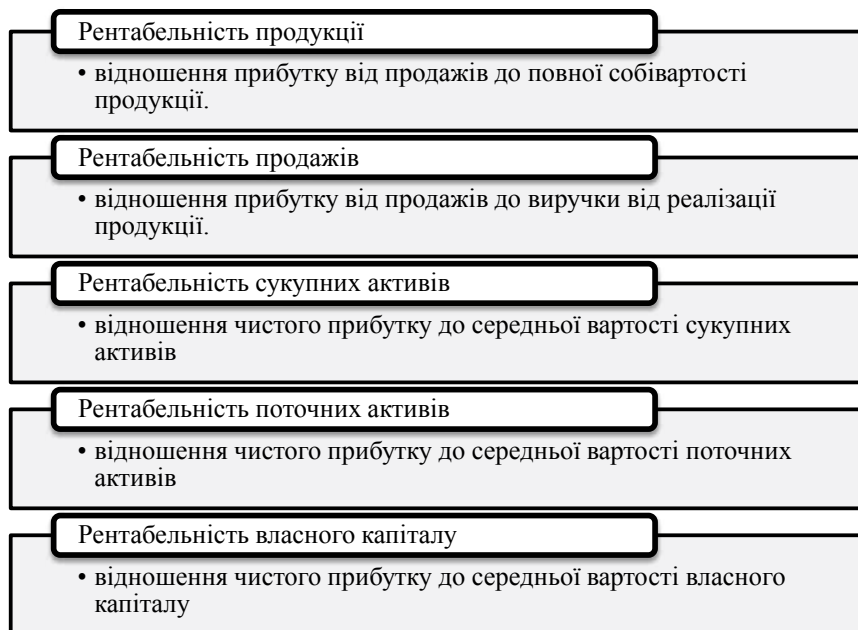 Рентабельність продукції
• відношення прибутку від продажів до повної собівартості
продукції.
Рентабельність продажів
• відношення прибутку від продажів до виручки від реалізації
продукції.
Рентабельність сукупних активів
• відношення чистого прибутку до середньої вартості сукупних
активів
Рентабельність поточних активів
• відношення чистого прибутку до середньої вартості поточних
активів
Рентабельність власного капіталу
• відношення чистого прибутку до середньої вартості власного
капіталу